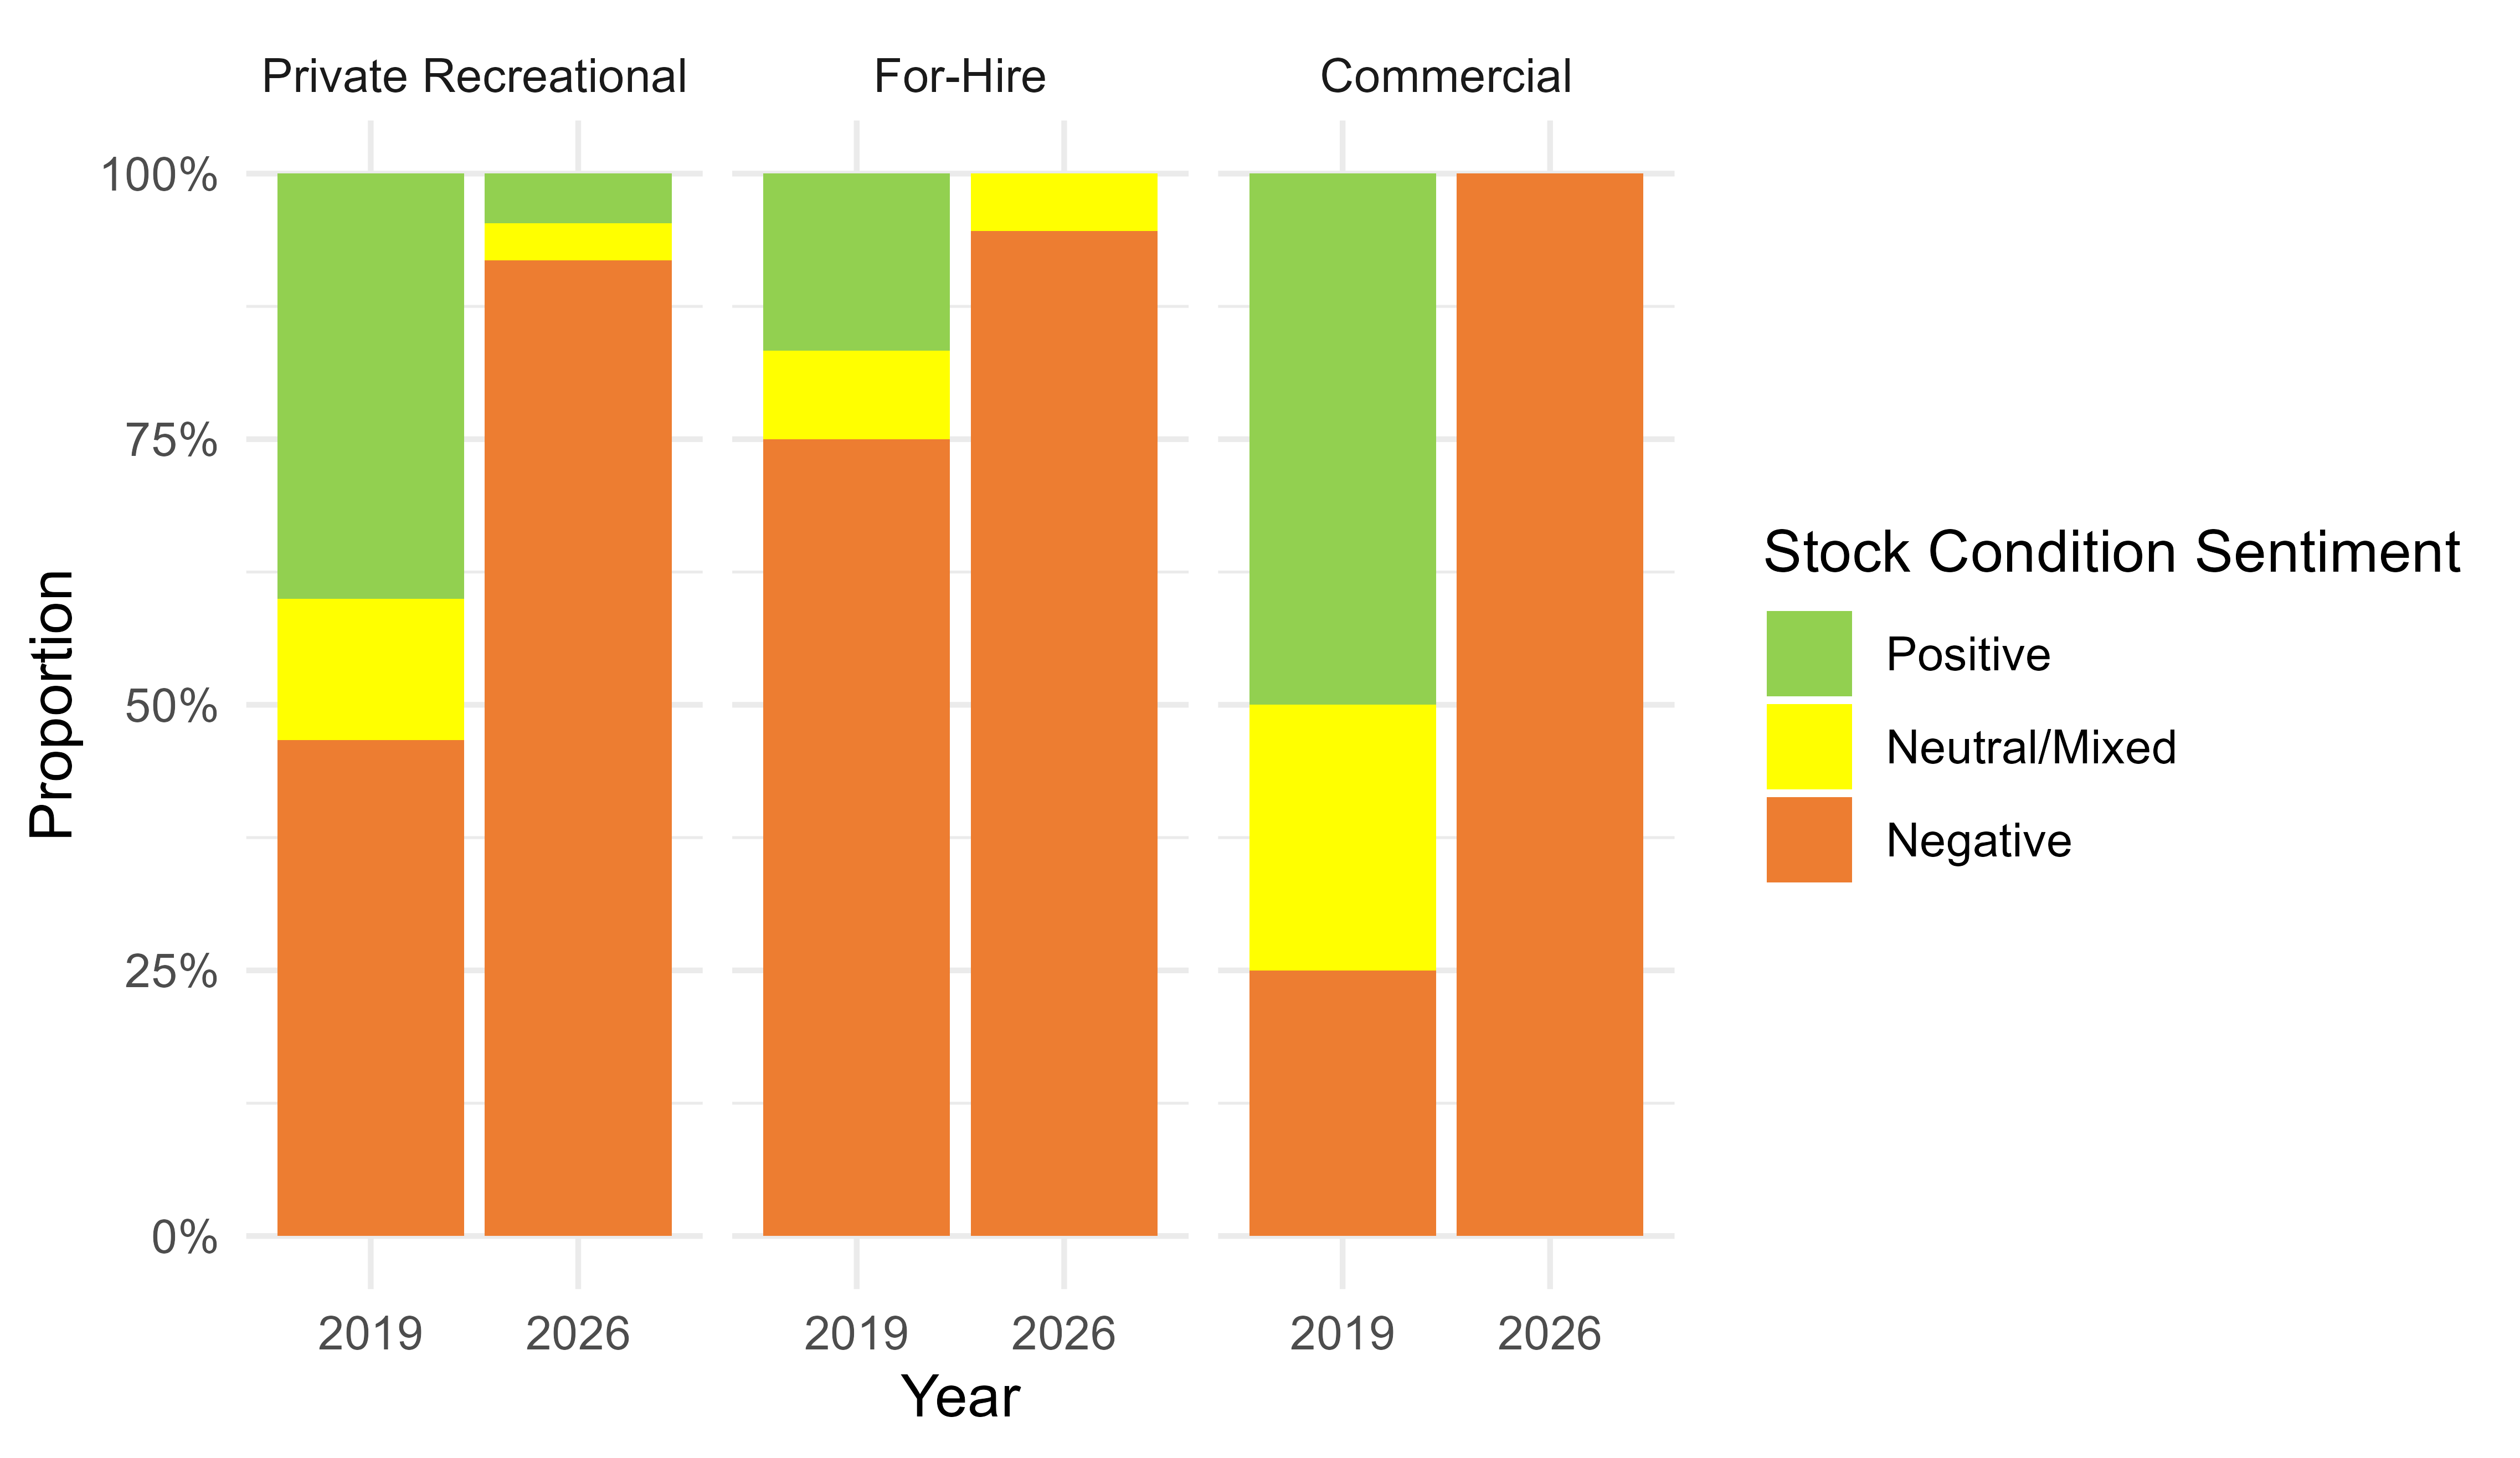 Private Recreational
For-Hire
Commercial
100%
75%
50%
25%
0%
Proportion
2019
2026
2019
2026
2019
2026
Year
Stock Condition Sentiment
Positive
Neutral/Mixed
Negative